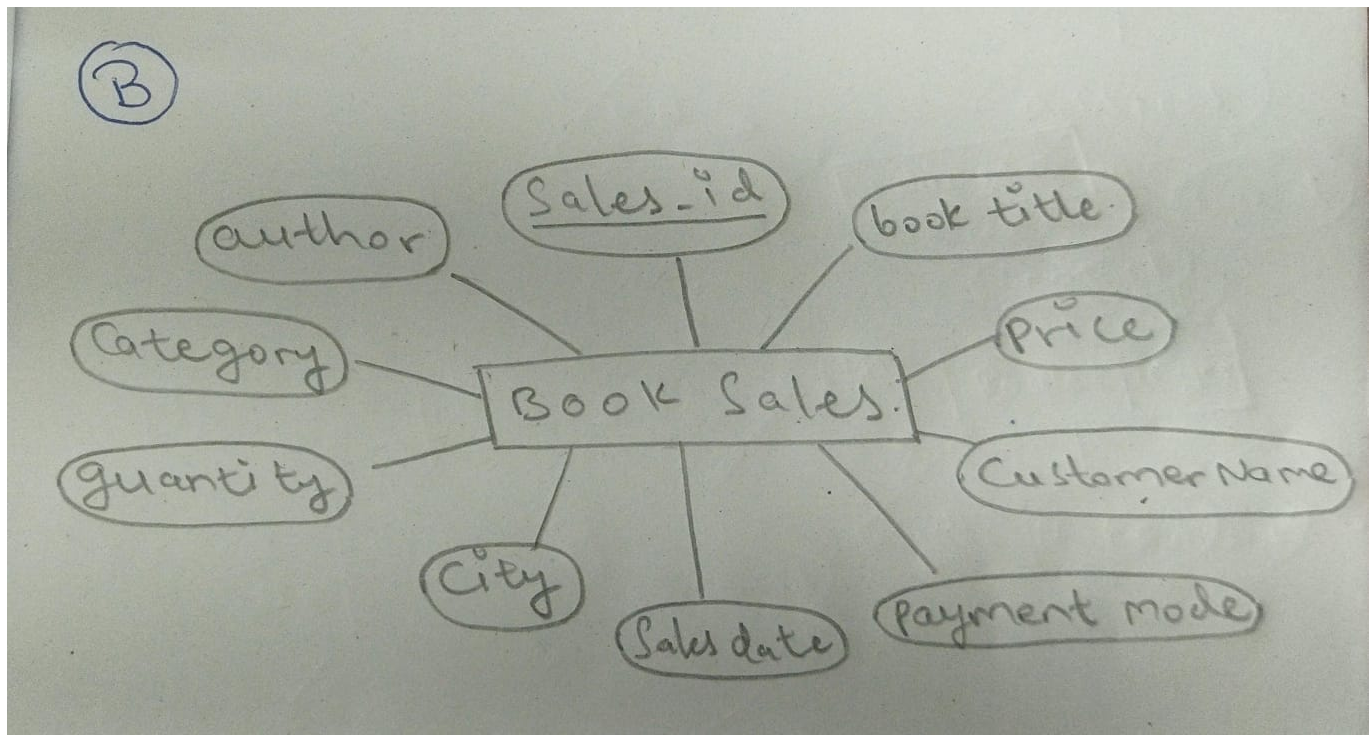 B
Sales_id
author
book title.
Category
price
Book Sales.
quantity
Customer Name
City
Sales date
payment mode